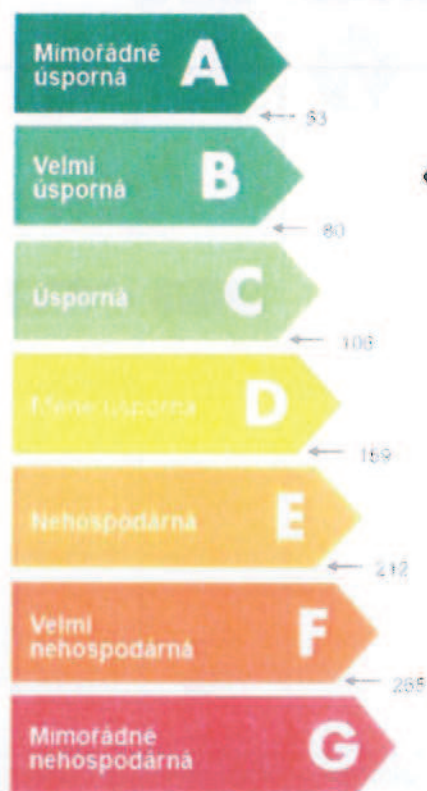 Mimořádně
úsporná
A
53
Velmi
úsporná
B
80
Úsporná
C
106
Méně úsporná
D
159
Nehospodárná
E
212
Velmi
nehospodárná
F
265
Mimořádně
nehospodárná
G